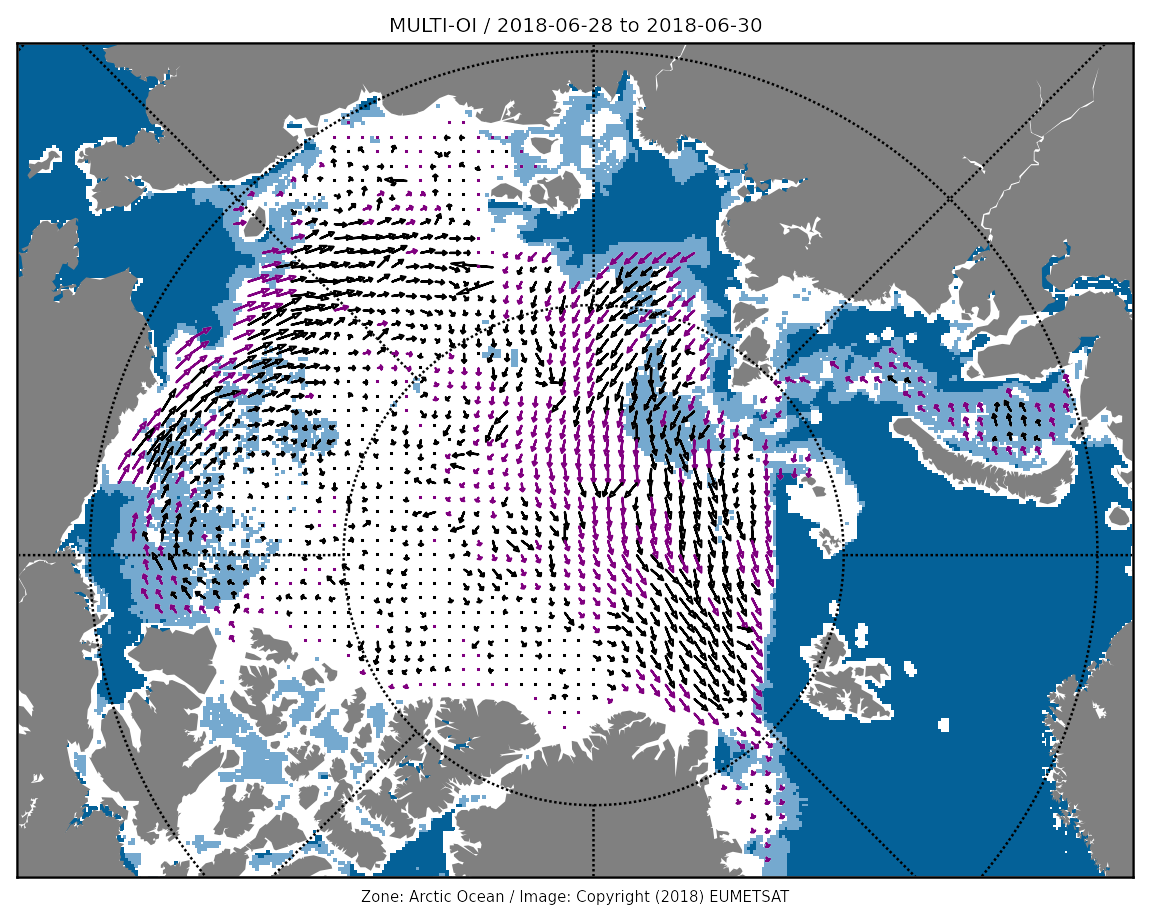 MULTI-OI / 2018-06-28 to 2018-06-30
Zone: Arctic Ocean / Image: Copyright (2018) EUMETSAT